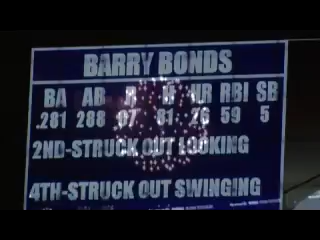 BARRY BONDS
BA AB R H HR RBI SB
.281 288 67 81 26 59 5
2ND-STRUCK OUT LOOKING
4TH-STRUCK OUT SWINGING